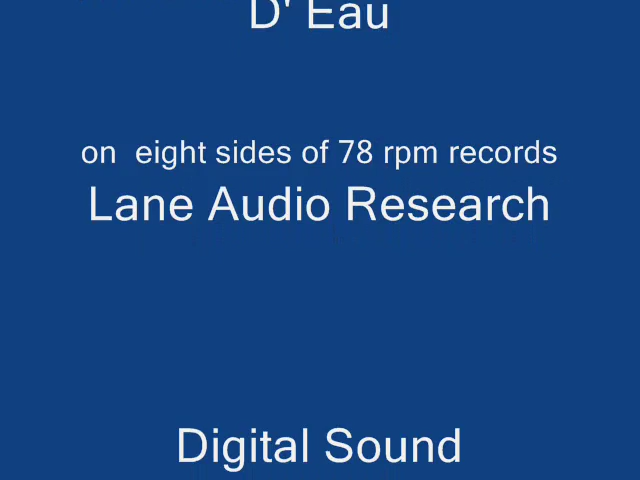 D' Eau
on  eight sides of 78 rpm records
Lane Audio Research
Digital Sound